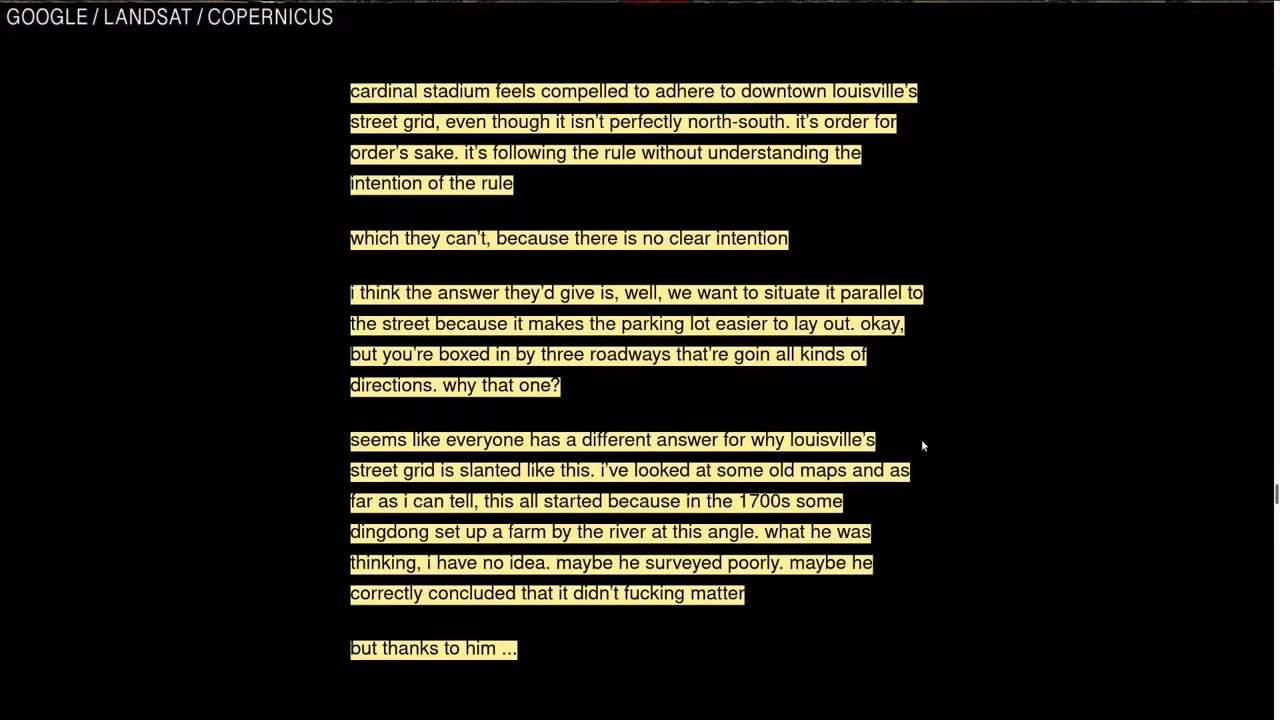 GOOGLE / LANDSAT / COPERNICUS
cardinal stadium feels compelled to adhere to downtown louisville's
street grid, even though it isn't perfectly north-south. it's order for
order's sake. it's following the rule without understanding the
intention of the rule
which they can't, because there is no clear intention
i think the answer they'd give is, well, we want to situate it parallel to
the street because it makes the parking lot easier to lay out. okay,
but you're boxed in by three roadways that're goin all kinds of
directions. why that one?
seems like everyone has a different answer for why louisville's
street grid is slanted like this. i've looked at some old maps and as
far as i can tell, this all started because in the 1700s some
dingdong set up a farm by the river at this angle. what he was
thinking, i have no idea. maybe he surveyed poorly. maybe he
correctly concluded that it didn't fucking matter
but thanks to him ...